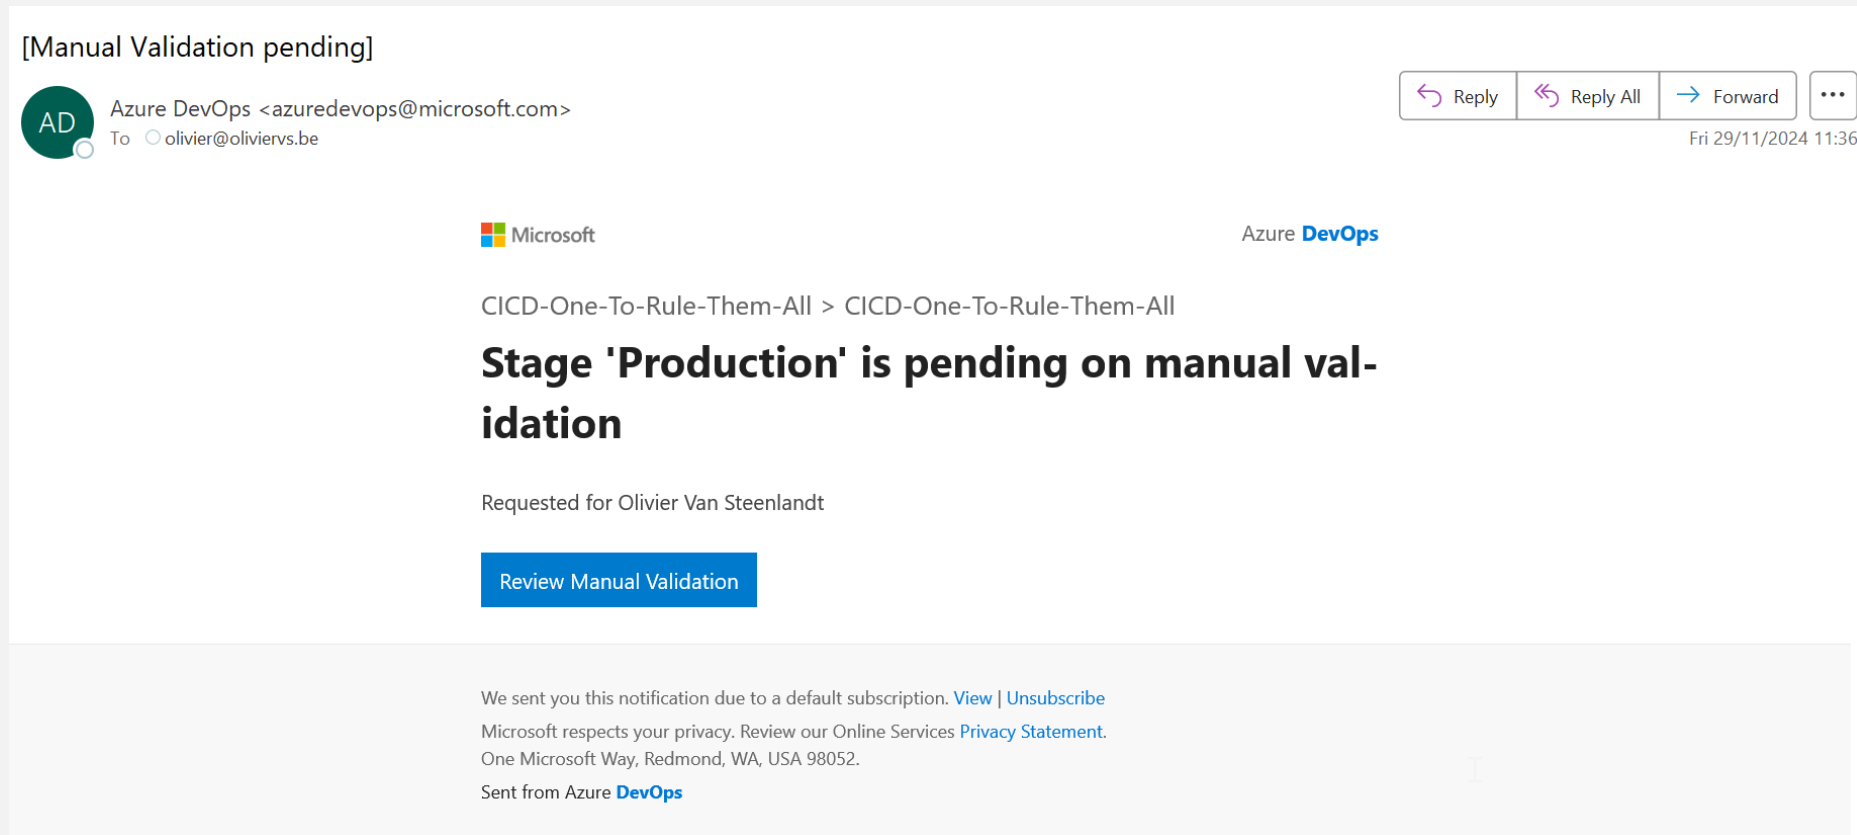 [Manual Validation pending]
AD
Azure DevOps <azuredevops@microsoft.com>
To olivier@oliviervs.be
Reply
Reply All
Forward
Fri 29/11/2024 11:36
Microsoft
Azure DevOps
CICD-One-To-Rule-Them-All > CICD-One-To-Rule-Them-All
Stage 'Production' is pending on manual val-
idation
Requested for Olivier Van Steenlandt
Review Manual Validation
We sent you this notification due to a default subscription. View | Unsubscribe
Microsoft respects your privacy. Review our Online Services Privacy Statement.
One Microsoft Way, Redmond, WA, USA 98052.
Sent from Azure DevOps